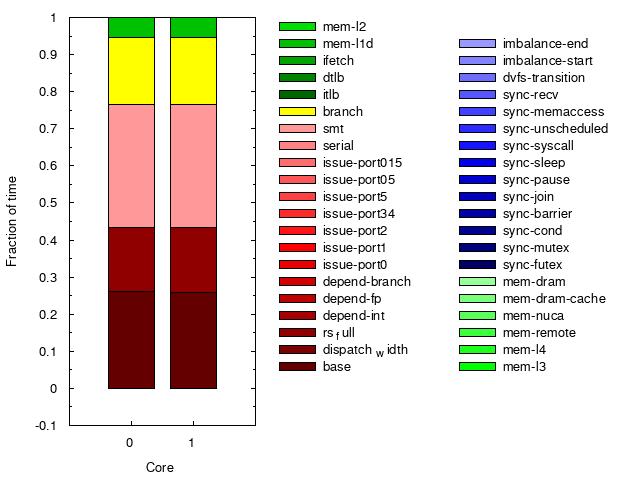 1
0.9
0.8
0.7
0.6
0.5
0.4
0.3
0.2
0.1
0
-0.1
Fraction of time
0 1
Core
mem-l2
mem-l1d
ifetch
dtlb
itlb
branch
smt
serial
issue-port015
issue-port05
issue-port5
issue-port34
issue-port2
issue-port1
issue-port0
depend-branch
depend-fp
depend-int
rsfull
dispatchwidth
base
imbalance-end
imbalance-start
dvfs-transition
sync-recv
sync-memaccess
sync-unscheduled
sync-syscall
sync-sleep
sync-pause
sync-join
sync-barrier
sync-cond
sync-mutex
sync-futex
mem-dram
mem-dram-cache
mem-nuca
mem-remote
mem-l4
mem-l3